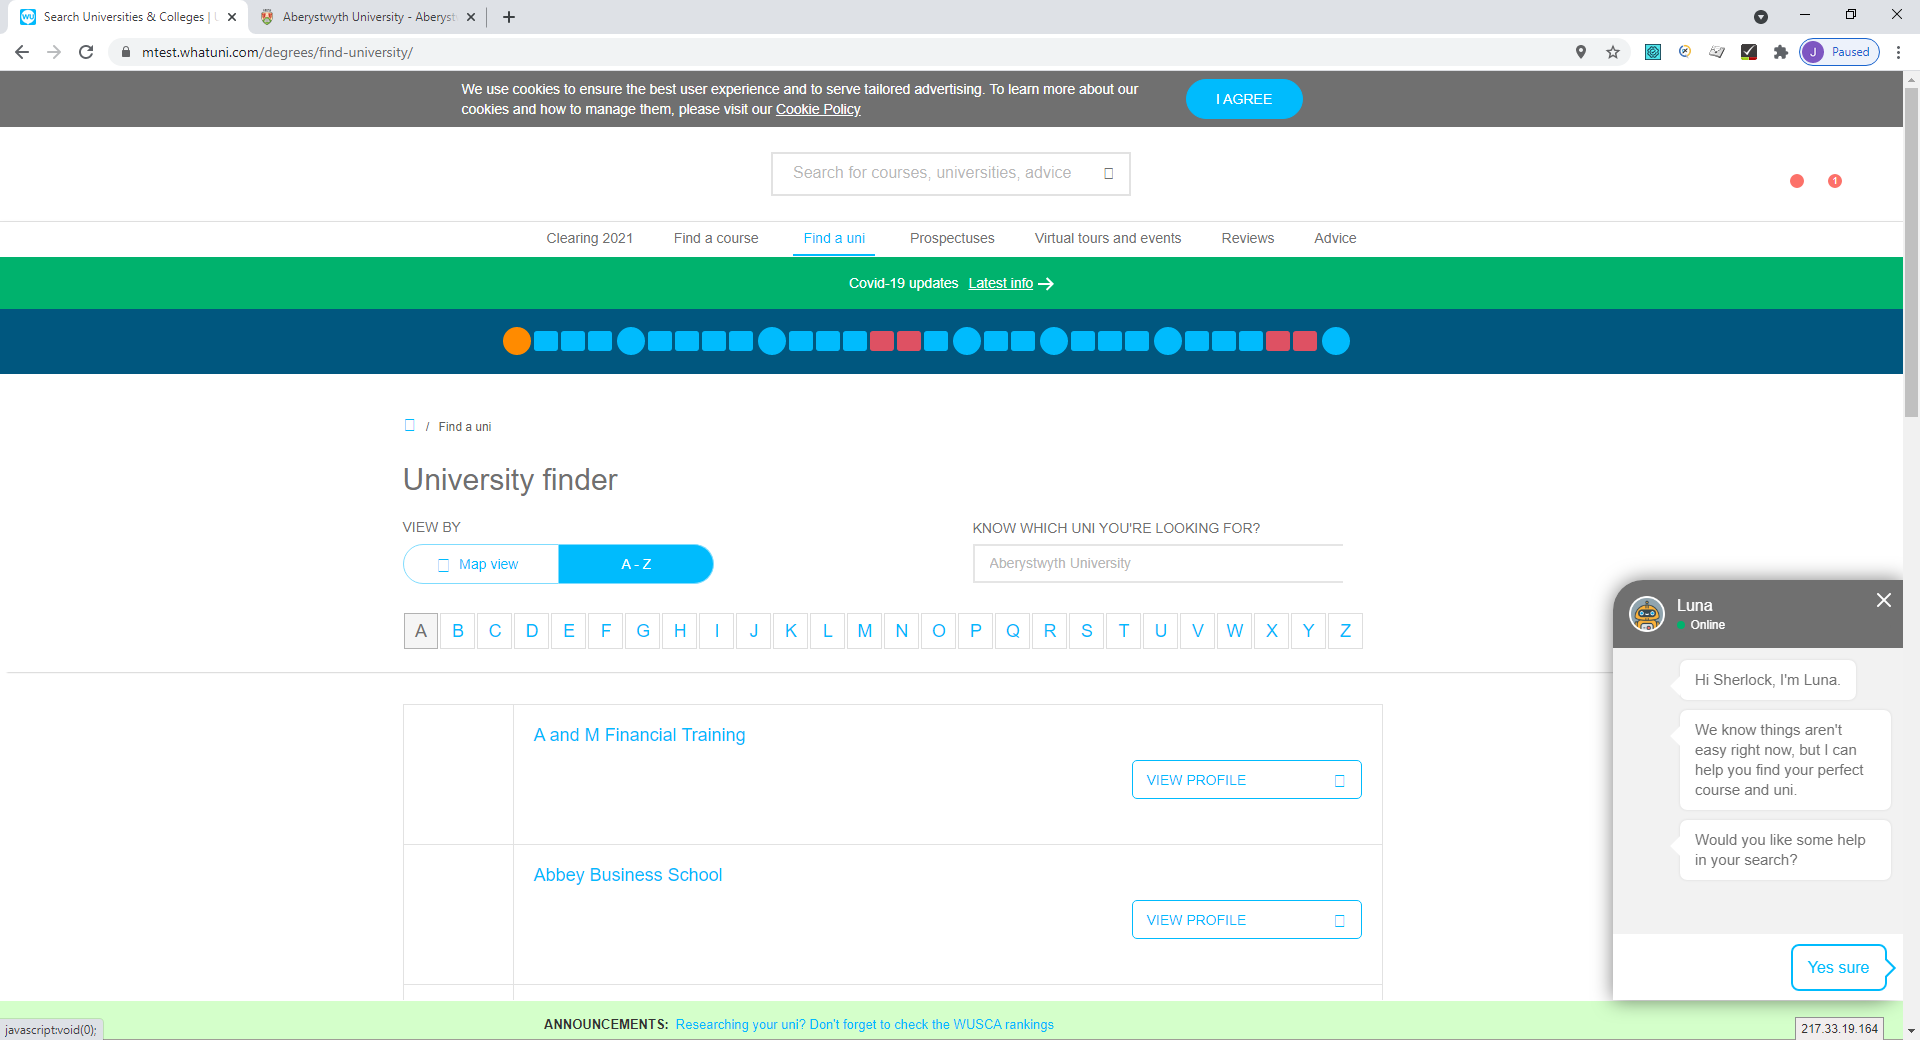 Search Universities & Colleges |
Aberystwyth University - Aberyst
mtest.whatuni.com/degrees/find-university/
J Paused
We use cookies to ensure the best user experience and to serve tailored advertising. To learn more about our
cookies and how to manage them, please visit our Cookie Policy
I AGREE
Search for courses, universities, advice
1
Clearing 2021 Find a course Find a uni Prospectuses Virtual tours and events Reviews Advice
Covid-19 updates Latest info
/ Find a uni
University finder
VIEW BY
Map view A - Z
KNOW WHICH UNI YOU'RE LOOKING FOR?
Aberystwyth University
A B C D E F G H I J K L M N O P Q R S T U V W X Y Z
A and M Financial Training
VIEW PROFILE
Abbey Business School
VIEW PROFILE
Luna
Online
Hi Sherlock, I'm Luna.
We know things aren't
easy right now, but I can
help you find your perfect
course and uni.
Would you like some help
in your search?
Yes sure
ANNOUNCEMENTS: Researching your uni? Don't forget to check the WUSCA rankings
javascript:void(0);
217.33.19.164